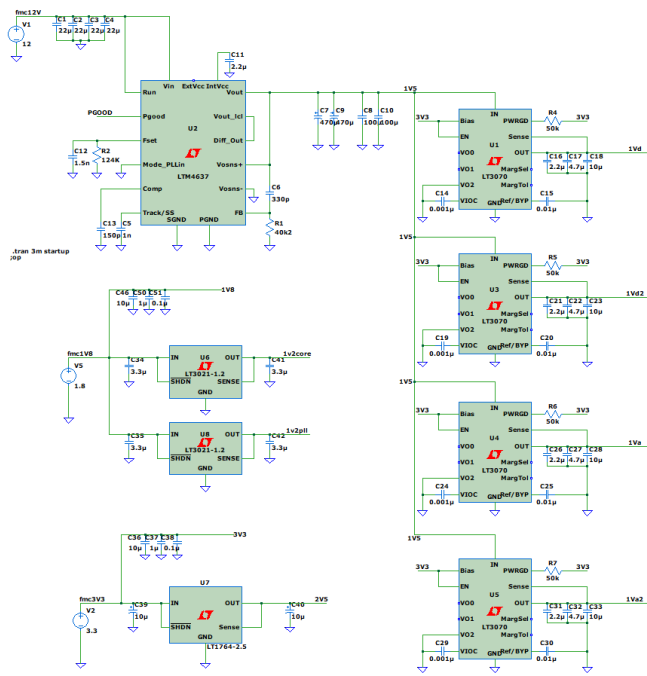 fmc12V
V1
12
C1 C2 C3 C4
22µ 22µ 22µ 22µ
C11
2.2µ
Vin ExtVcc IntVcc
Run
Vout
Pgood
Vout_lcl
U2
Fset
Diff_Out
Mode_PLLin
Vosns+
LTM4637
Comp
Vosns-
Track/SS
FB
SGND PGND
PGOOD
C12
1.5n
R2
124K
C13
150p
C5
1n
C6
330p
R1
40k2
C7 C9 C8 C10
470µ 470µ 100µ 100µ
1V5
.tran 3m startup
.op
3V3
IN
Bias PWRGD
EN Sense
VO0 OUT
U1
VO1 MargSel
LT3070
VO2 MargTol
VIOC GND Ref/BYP
R4
50k
3V3
1Vd
C16 C17 C18
2.2µ 4.7µ 10µ
C14
0.001µ
C15
0.01µ
1V5
3V3
IN
Bias PWRGD
EN Sense
VO0 OUT
U3
VO1 MargSel
LT3070
VO2 MargTol
VIOC GND Ref/BYP
R5
50k
3V3
1Vd2
C21 C22 C23
2.2µ 4.7µ 10µ
C19
0.001µ
C20
0.01µ
1V5
3V3
IN
Bias PWRGD
EN Sense
VO0 OUT
U4
VO1 MargSel
LT3070
VO2 MargTol
VIOC GND Ref/BYP
R6
50k
3V3
1Va
C26 C27 C28
2.2µ 4.7µ 10µ
C24
0.001µ
C25
0.01µ
1V5
3V3
IN
Bias PWRGD
EN Sense
VO0 OUT
U5
VO1 MargSel
LT3070
VO2 MargTol
VIOC GND Ref/BYP
R7
50k
3V3
1Va2
C31 C32 C33
2.2µ 4.7µ 10µ
C29
0.001µ
C30
0.01µ
1V8
C46 C50 C51
10µ 1µ 0.1µ
fmc1V8
V5
1.8
C34
3.3µ
IN U6 OUT
LT3021-1.2
SHDN SENSE
GND
1v2core
C41
3.3µ
C35
3.3µ
IN U8 OUT
LT3021-1.2
SHDN SENSE
GND
1v2pll
C42
3.3µ
3V3
C36 C37 C38
10µ 1µ 0.1µ
fmc3V3
V2
3.3
C39
10µ
U7
IN OUT
SHDN Sense
GND
LT1764-2.5
2V5
C40
10µ